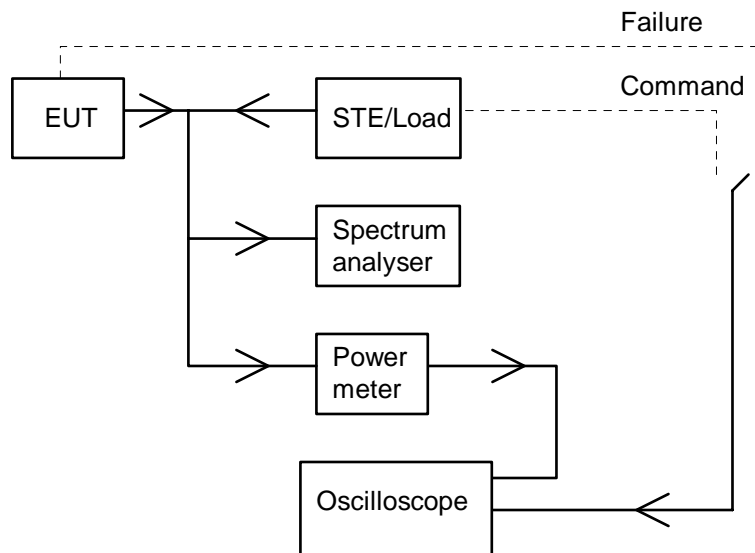 Failure
Command
EUT
STE/Load
Spectrum
analyser
Power
meter
Oscilloscope